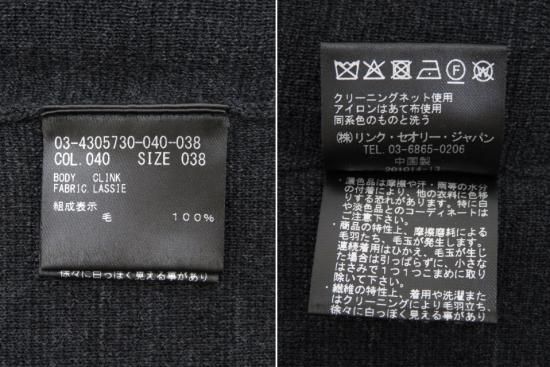 03-4305730-040-038
COL.040 SIZE 038
BODY CLINK
FABRIC LASSIE
組成表示
毛 100%
徐々に白っぽく見える事があり
クリーニングネット使用
アイロンはあて布使用
同系色のものと洗う
(株)リンク・セオリー・ジャパン
TEL. 03-6865-0206
中国製
・濃色品は摩擦や汗・雨等の水分
の付着により、他の衣料に色移
りする恐れがあります。特に白
や淡色品とのコーディネートは
ご注意下さい。
・商品の特性上、摩擦磨耗による
毛羽たち、毛玉が発生します。
連続着用はひかえ、毛玉が生じ
た場合は引っぱらずに、小さな
はさみで1つ1つこまめに取り
除いて下さい。
・繊維の特性上、着用や洗濯また
はクリーニングにより毛羽立ち、
徐々に白っぽく見える事があり